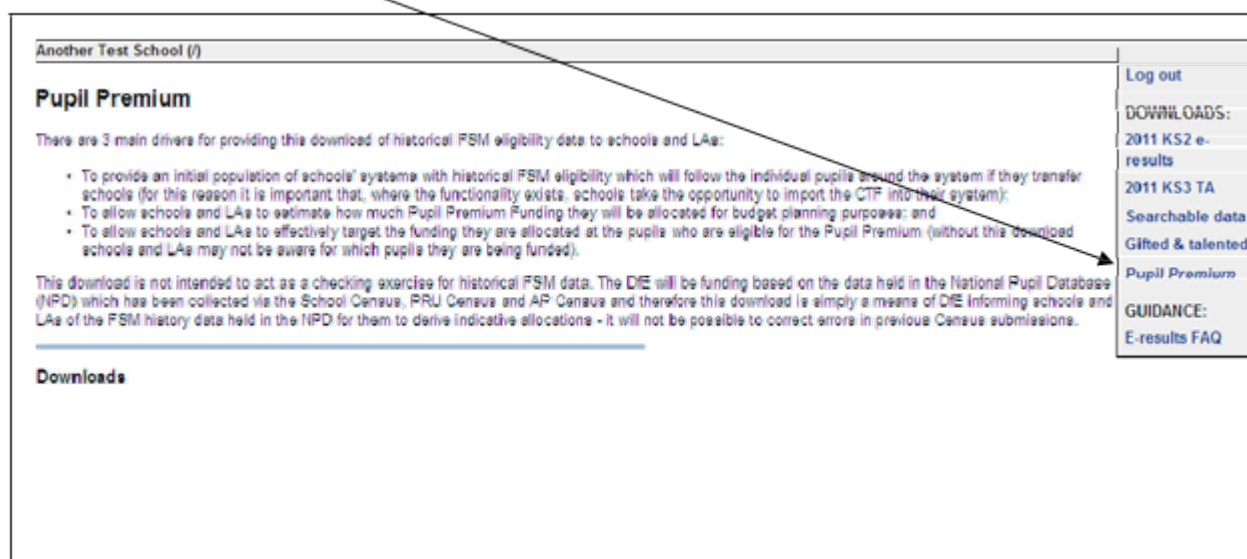 Another Test School (/)
Pupil Premium
There are 3 main drivers for providing this download of historical FSM eligibility data to schools and LAs:
• To provide an initial population of schools' systems with historical FSM eligibility which will follow the individual pupils around the system if they transfer
schools (for this reason it is important that, where the functionality exists, schools take the opportunity to import the CTF into their system);
• To allow schools and LAs to estimate how much Pupil Premium Funding they will be allocated for budget planning purposes; and
• To allow schools and LAs to effectively target the funding they are allocated at the pupils who are eligible for the Pupil Premium (without this download
schools and LAs may not be aware for which pupils they are being funded).
This download is not intended to act as a checking exercise for historical FSM data. The DfE will be funding based on the data held in the National Pupil Database
(NPD) which has been collected via the School Census, PRU Census and AP Census and therefore this download is simply a means of DfE informing schools and
LAs of the FSM history data held in the NPD for them to derive indicative allocations - it will not be possible to correct errors in previous Census submissions.
Downloads
Log out
DOWNLOADS:
2011 KS2 e-
results
2011 KS3 TA
Searchable data
Gifted & talented
Pupil Premium
GUIDANCE:
E-results FAQ